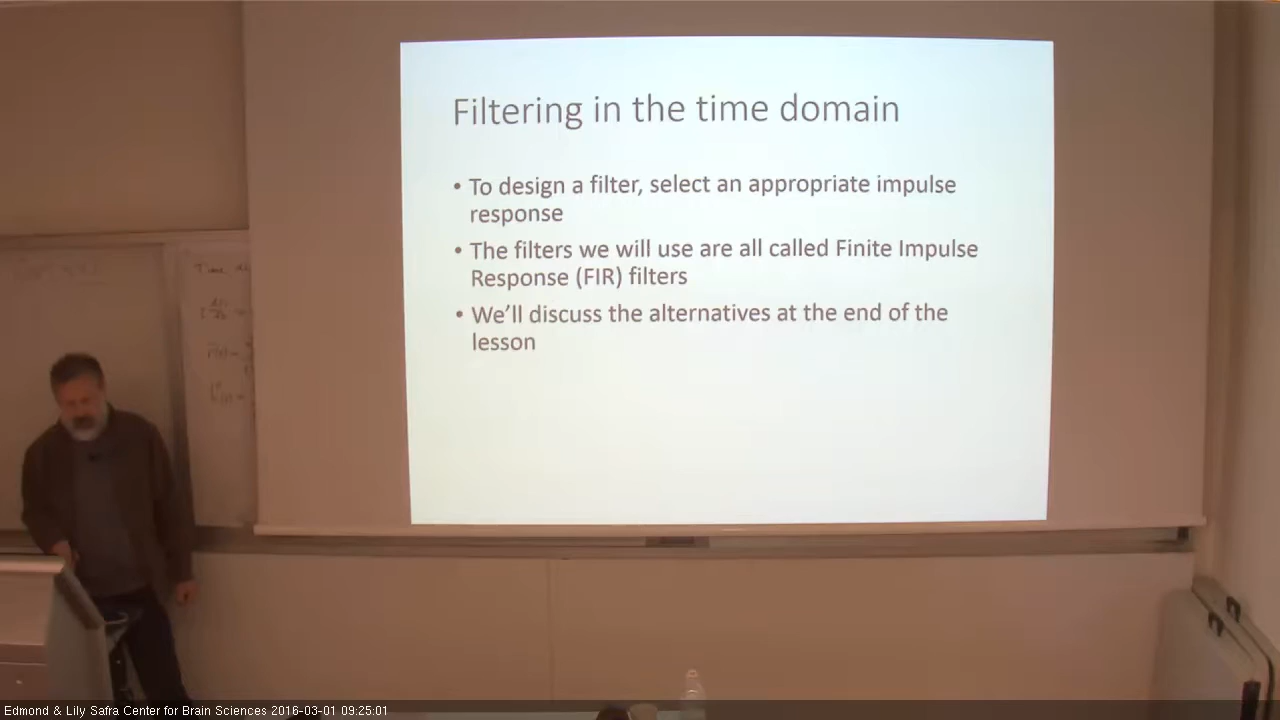 Filtering in the time domain
• To design a filter, select an appropriate impulse
response
• The filters we will use are all called Finite Impulse
Response (FIR) filters
• We'll discuss the alternatives at the end of the
lesson
Time
Edmond & Lily Safra Center for Brain Sciences 2016-03-01 09:25:01